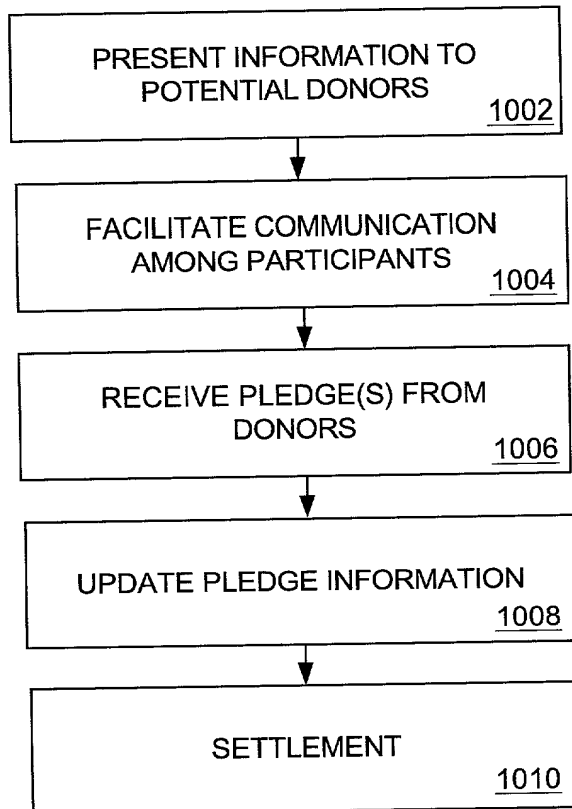 PRESENT INFORMATION TO
POTENTIAL DONORS
1002
FACILITATE COMMUNICATION
AMONG PARTICIPANTS
1004
RECEIVE PLEDGE(S) FROM
DONORS
1006
UPDATE PLEDGE INFORMATION
1008
SETTLEMENT
1010